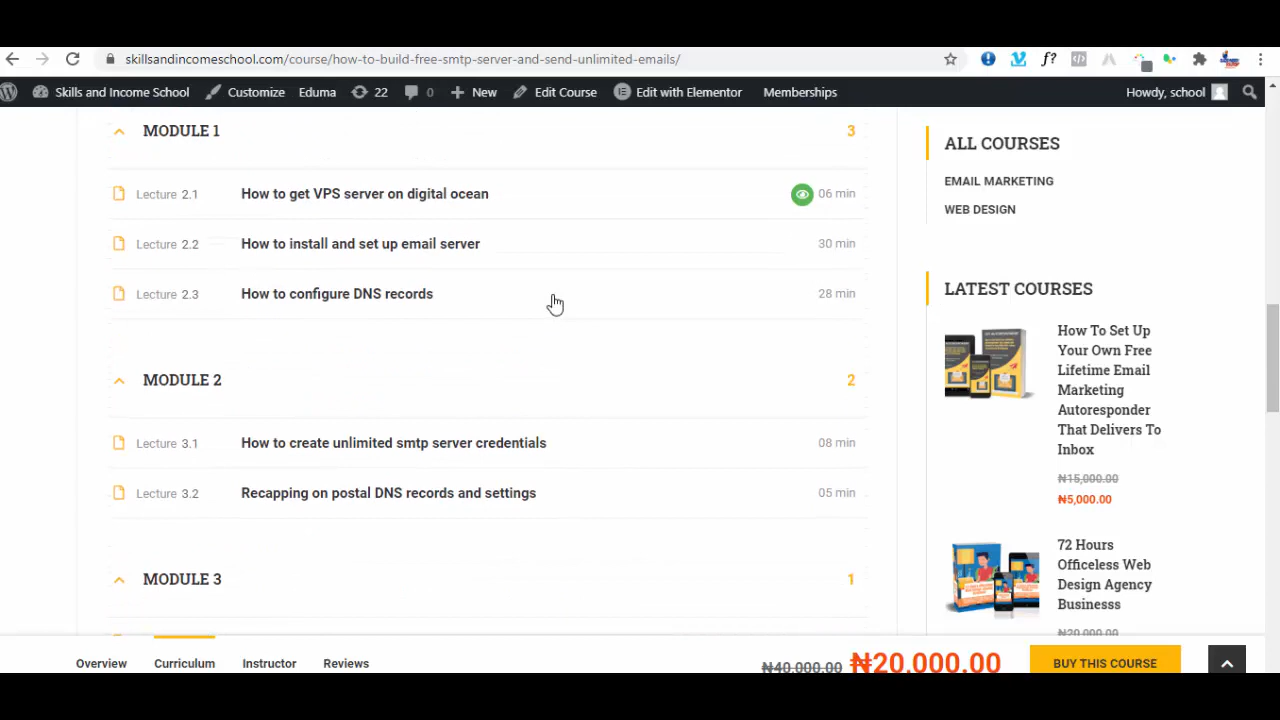 skillsandincomeschool.com/course/how-to-build-free-smtp-server-and-send-unlimited-emails/
Skills and Income School Customize Eduma 22 0 New Edit Course Edit with Elementor Memberships Howdy, school
MODULE 1 3
Lecture 2.1 How to get VPS server on digital ocean 06 min
Lecture 2.2 How to install and set up email server 30 min
Lecture 2.3 How to configure DNS records 28 min
MODULE 2 2
Lecture 3.1 How to create unlimited smtp server credentials 08 min
Lecture 3.2 Recapping on postal DNS records and settings 05 min
MODULE 3 1
ALL COURSES
EMAIL MARKETING
WEB DESIGN
LATEST COURSES
How To Set Up
Your Own Free
Lifetime Email
Marketing
Autoresponder
That Delivers To
Inbox
₦15,000.00
₦5,000.00
72 Hours
Officeless Web
Design Agency
Businesss
₦20,000.00
Overview Curriculum Instructor Reviews ₦40,000.00 ₦20,000.00 BUY THIS COURSE